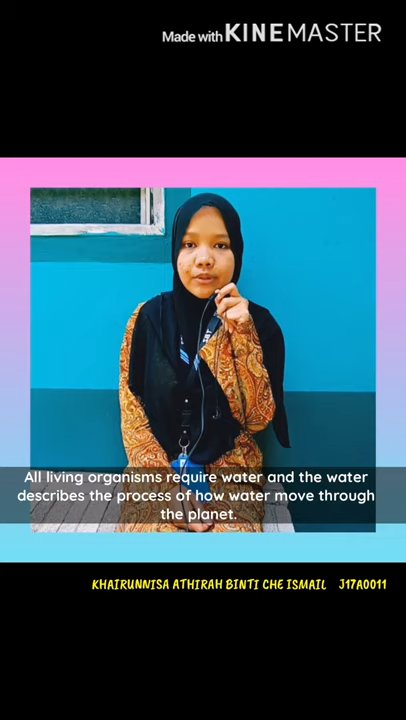 Made with KINEMASTER
All living organisms require water and the water
describes the process of how water move through
the planet.
KHAIRUNNISA ATHIRAH BINTI CHE ISMAIL J17A0011